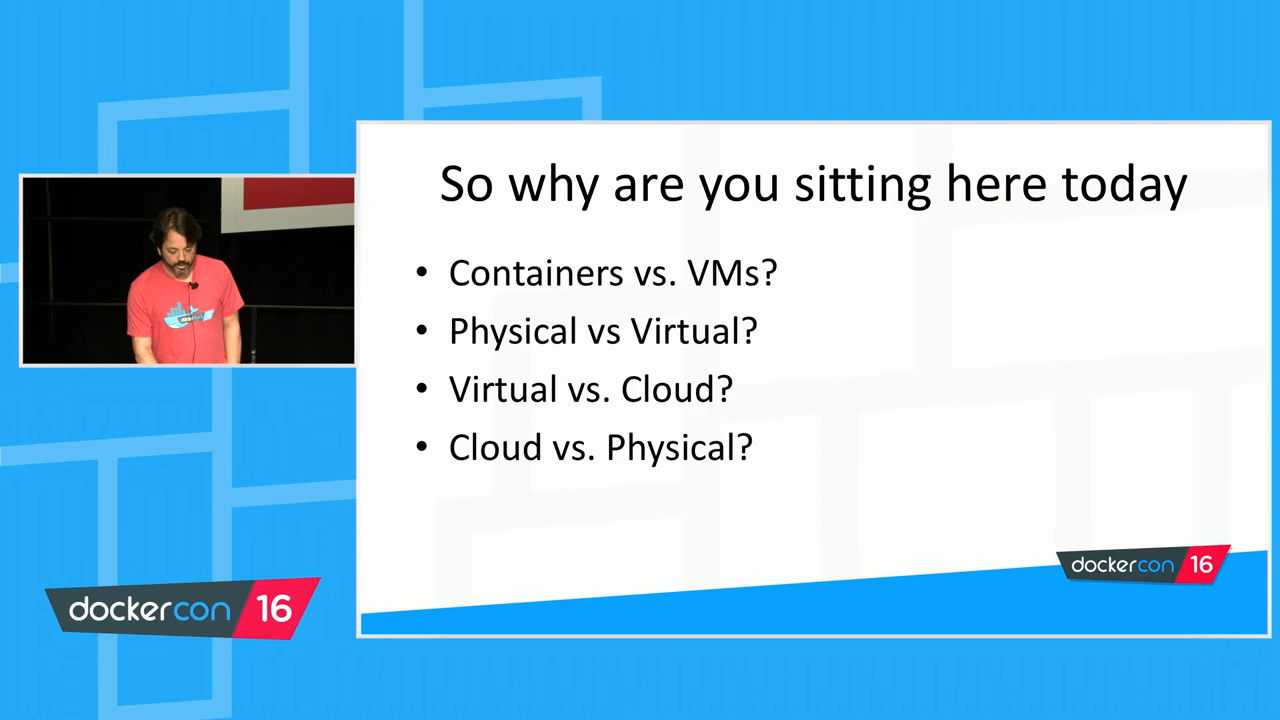 So why are you sitting here today
• Containers vs. VMs?
• Physical vs Virtual?
• Virtual vs. Cloud?
• Cloud vs. Physical?
dockercon 16
dockercon 16